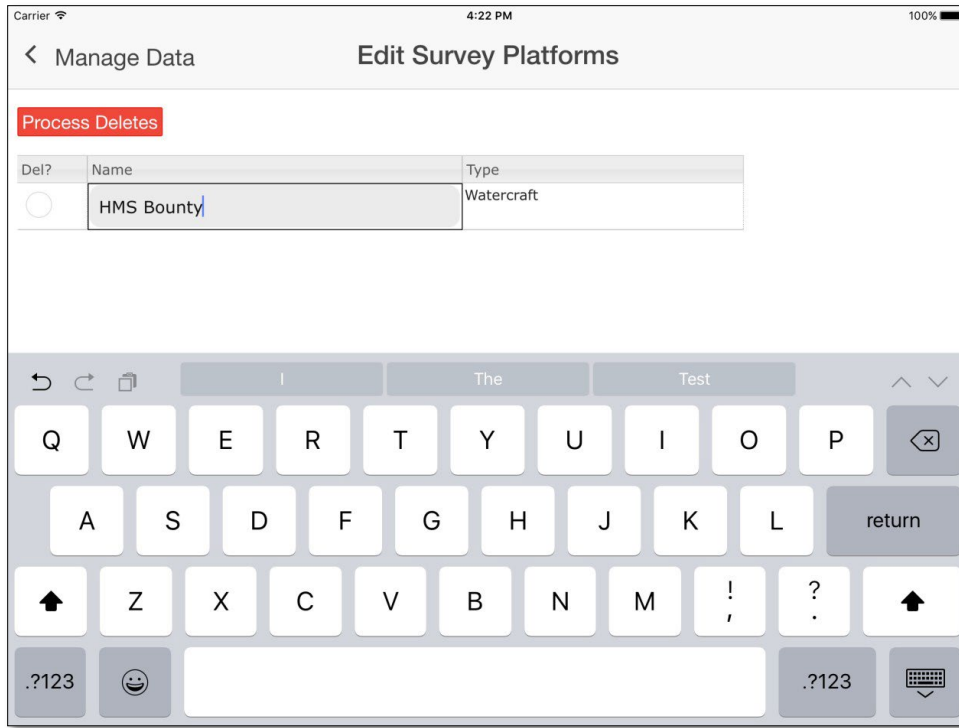 Carrier 4:22 PM 100%
Manage Data Edit Survey Platforms
Process Deletes
Del? Name Type
HMS Bounty Watercraft
I The Test
Q W E R T Y U I O P
A S D F G H J K L return
Z X C V B N M ! , ? .
.?123 .?123